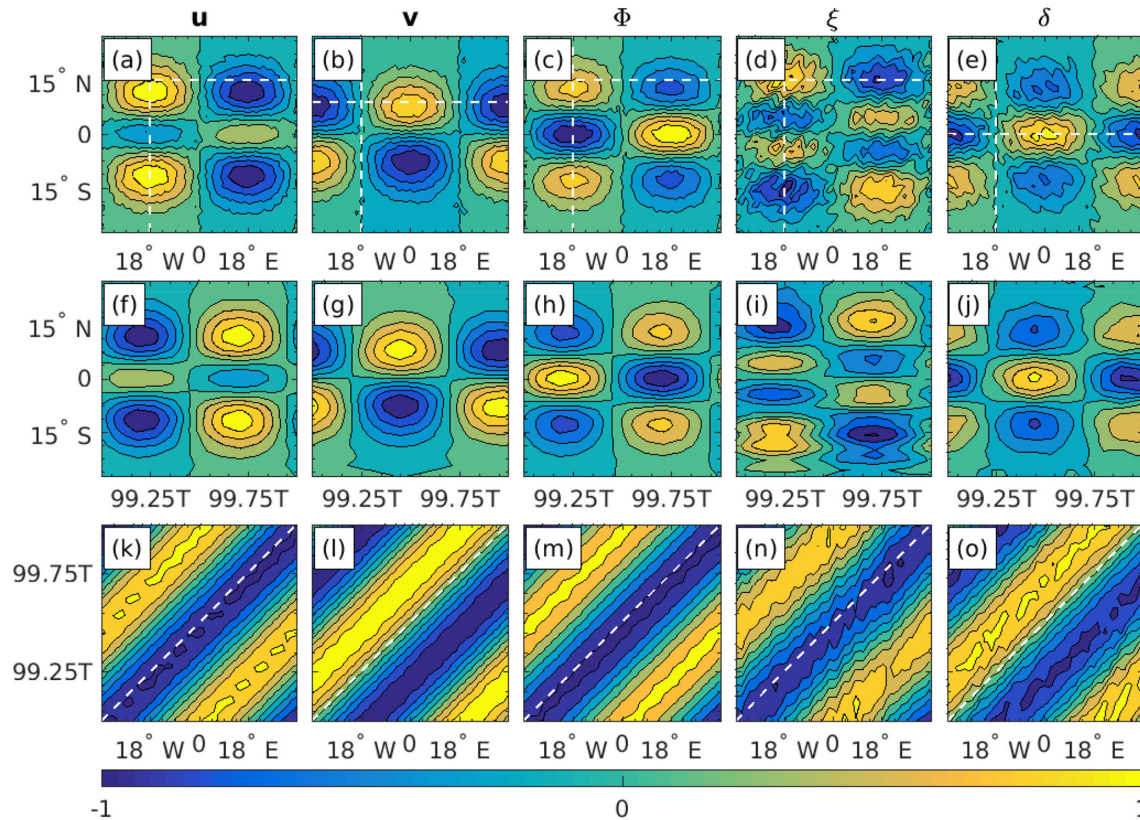 u v Φ ξ δ
(a) (b) (c) (d) (e)
15° N
0
15° S
18° W 0 18° E 18° W 0 18° E 18° W 0 18° E 18° W 0 18° E 18° W 0 18° E
(f) (g) (h) (i) (j)
15° N
0
15° S
99.25T 99.75T 99.25T 99.75T 99.25T 99.75T 99.25T 99.75T 99.25T 99.75T
(k) (l) (m) (n) (o)
99.75T
99.25T
18° W 0 18° E 18° W 0 18° E 18° W 0 18° E 18° W 0 18° E 18° W 0 18° E
-1 0 1